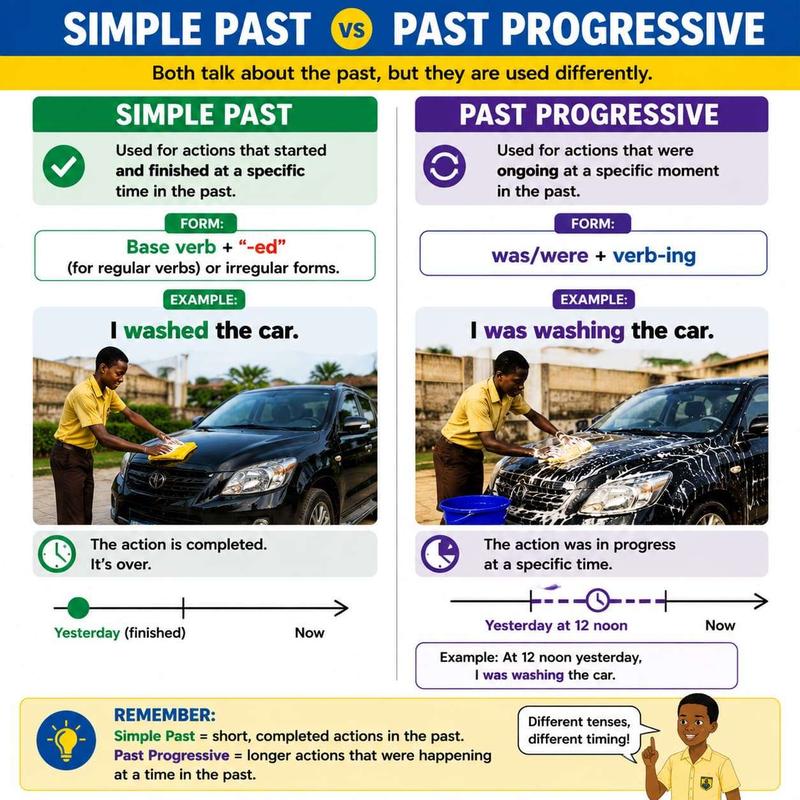 SIMPLE PAST VS PAST PROGRESSIVE
Both talk about the past, but they are used differently.
SIMPLE PAST
Used for actions that started
and finished at a specific
time in the past.
FORM:
Base verb + “-ed”
(for regular verbs) or irregular forms.
EXAMPLE:
I washed the car.
The action is completed.
It’s over.
Yesterday (finished)
Now
PAST PROGRESSIVE
Used for actions that were
ongoing at a specific moment
in the past.
FORM:
was/were + verb-ing
EXAMPLE:
I was washing the car.
The action was in progress
at a specific time.
Yesterday at 12 noon
Now
Example: At 12 noon yesterday,
I was washing the car.
REMEMBER:
Simple Past = short, completed actions in the past.
Past Progressive = longer actions that were happening
at a time in the past.
Different tenses,
different timing!